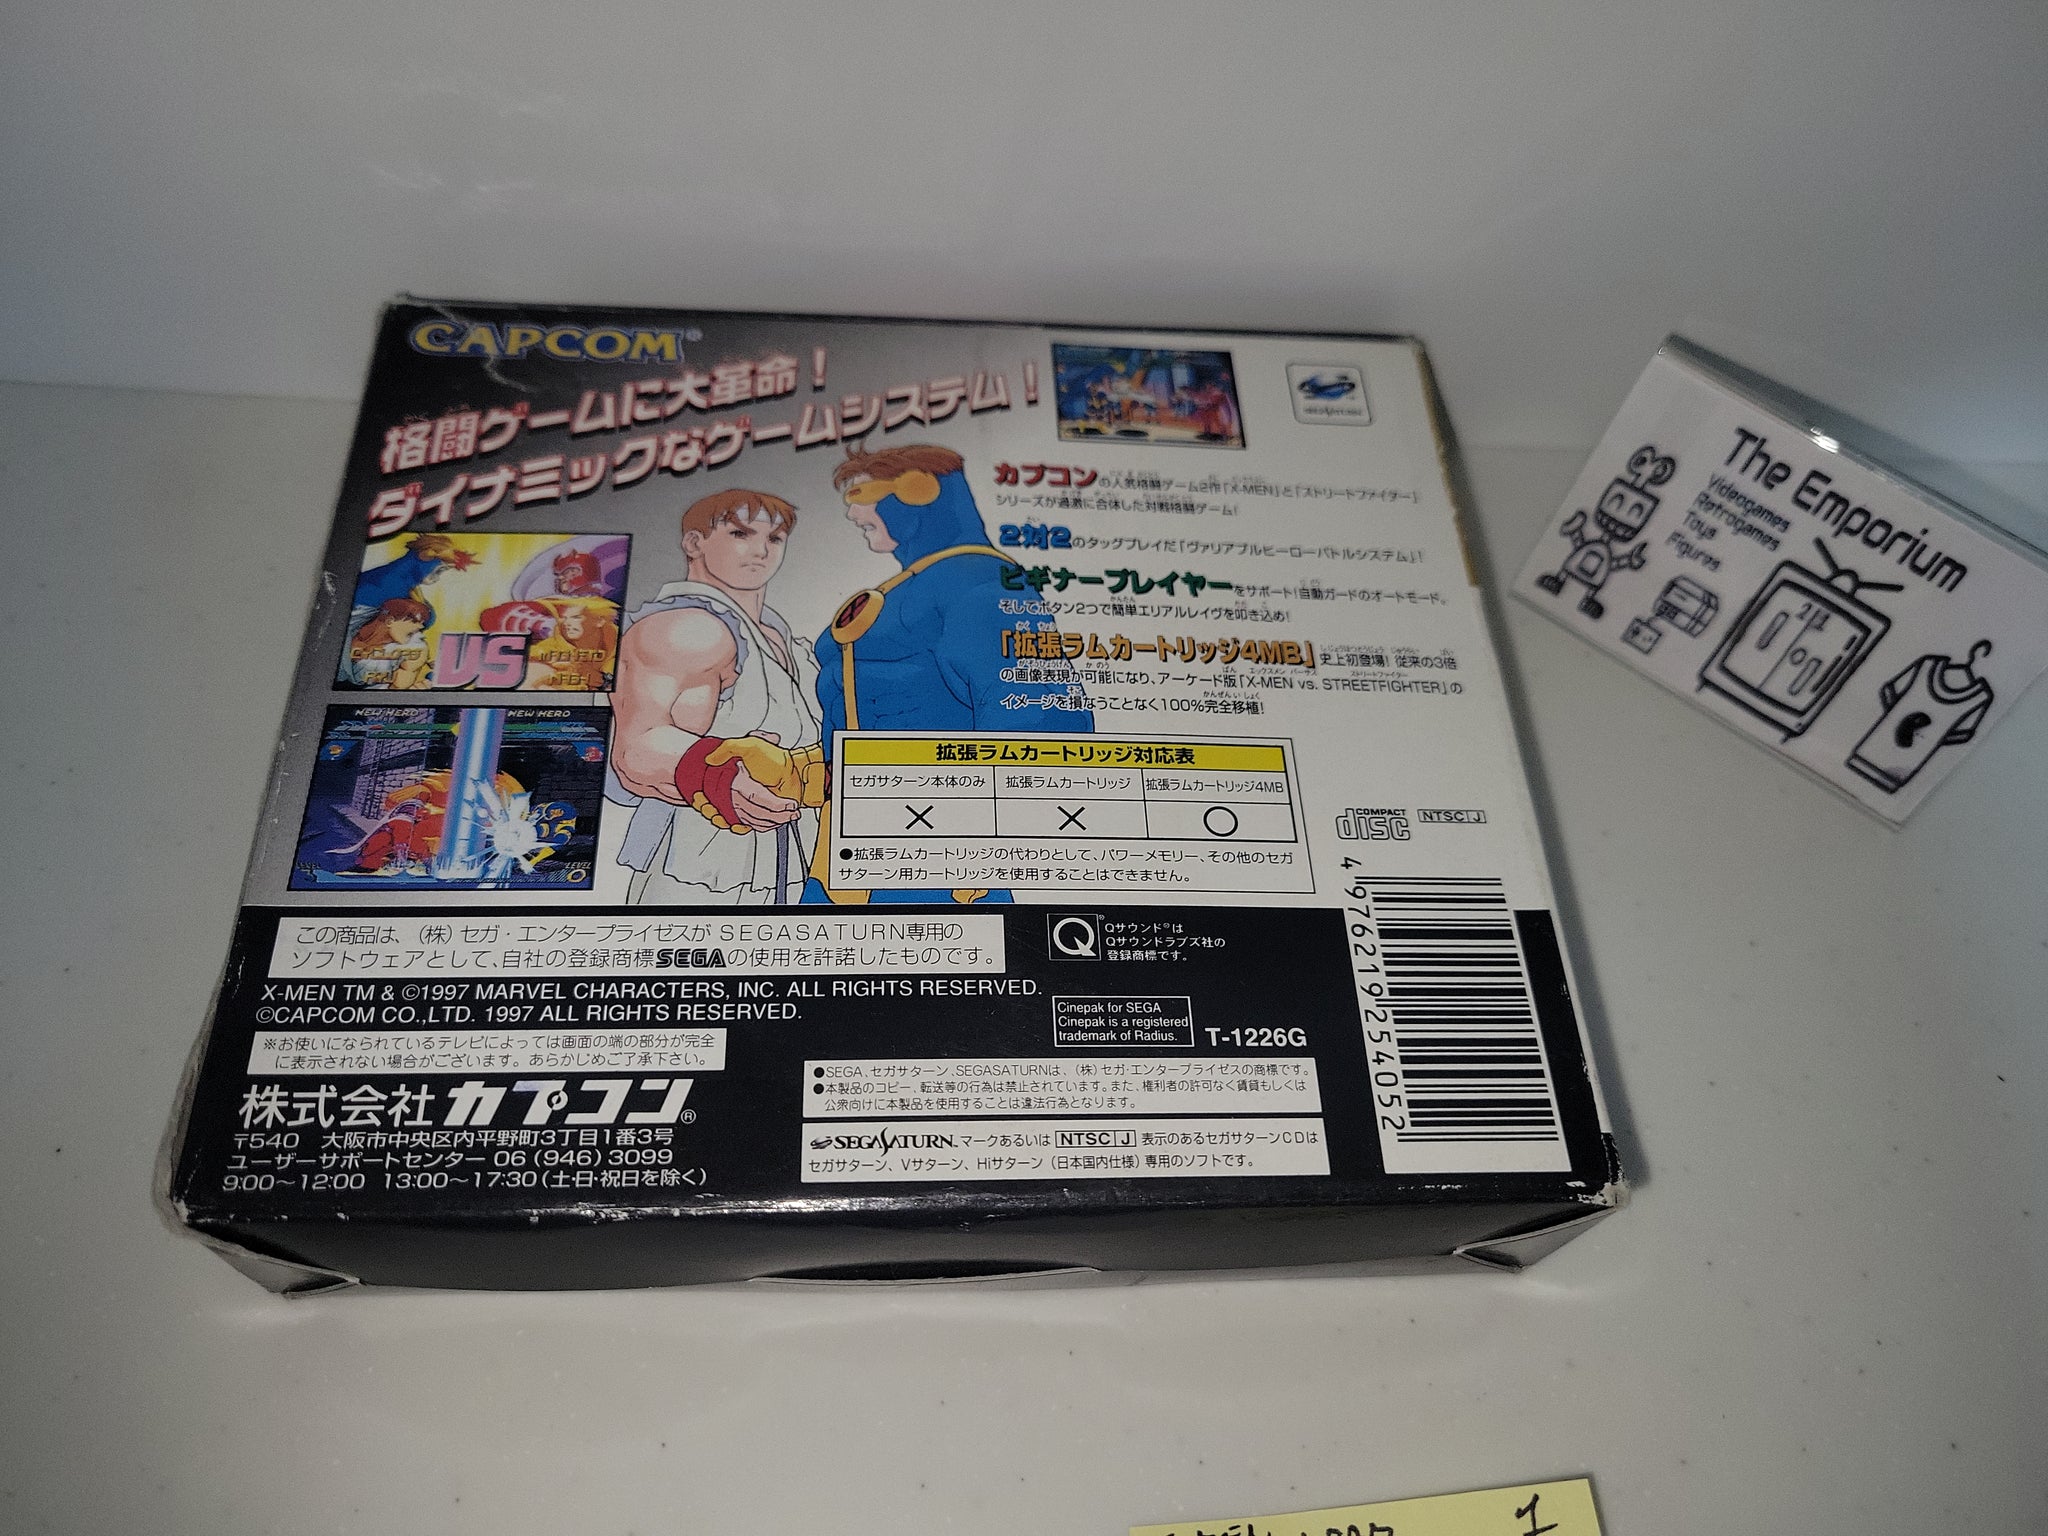 CAPCOM®
格闘ゲームに大革命！
ダイナミックなゲームシステム！
カプコンの人気格闘ゲーム2作「X-MEN」と「ストリートファイター」
シリーズが過激に合体した対戦格闘ゲーム!
2対2のタッグプレイだ「ヴァリアブルヒーローバトルシステム」!
ビギナープレイヤーをサポート!自動ガードのオートモード。
そしてボタン2つで簡単エリアルレイヴを叩き込め!
「拡張ラムカートリッジ4MB」史上初登場! 従来の3倍
の画像表現が可能になり、アーケード版「X-MEN vs. STREETFIGHTER」の
イメージを損なうことなく100%完全移植!
CYCLOPS
RYU
VS
MAGNETO
NASH
NEW HERO
NEW HERO
LEVEL
拡張ラムカートリッジ対応表
セガサターン本体のみ 拡張ラムカートリッジ 拡張ラムカートリッジ4MB
× × ○
●拡張ラムカートリッジの代わりとして、パワーメモリー、その他のセガ
サターン用カートリッジを使用することはできません。
COMPACT
disc
NTSC J
4976219254052
この商品は、(株)セガ・エンタープライゼスがSEGASATURN専用の
ソフトウェアとして、自社の登録商標SEGAの使用を許諾したものです。
Q®
Qサウンド®は
Qサウンドラブズ社の
登録商標です。
X-MEN TM & ©1997 MARVEL CHARACTERS, INC. ALL RIGHTS RESERVED.
©CAPCOM CO.,LTD. 1997 ALL RIGHTS RESERVED.
Cinepak for SEGA
Cinepak is a registered
trademark of Radius.
T-1226G
※お使いになられているテレビによっては画面の端の部分が完全
に表示されない場合がございます。あらかじめご了承下さい。
株式会社カプコン®
〒540 大阪市中央区内平野町3丁目1番3号
ユーザーサポートセンター 06(946)3099
9:00～12:00 13:00～17:30(土・日・祝日を除く)
●SEGA、セガサターン、SEGASATURNは、(株)セガ・エンタープライゼスの商標です。
●本製品のコピー、転送等の行為は禁止されています。また、権利者の許可なく賃貸もしくは
公衆向けに本製品を使用することは違法行為となります。
SEGASATURN™マークあるいは NTSC J 表示のあるセガサターンCDは
セガサターン、Vサターン、Hiサターン(日本国内仕様)専用のソフトです。
The Emporium
Videogames
Retrogames
Toys
Figures
1